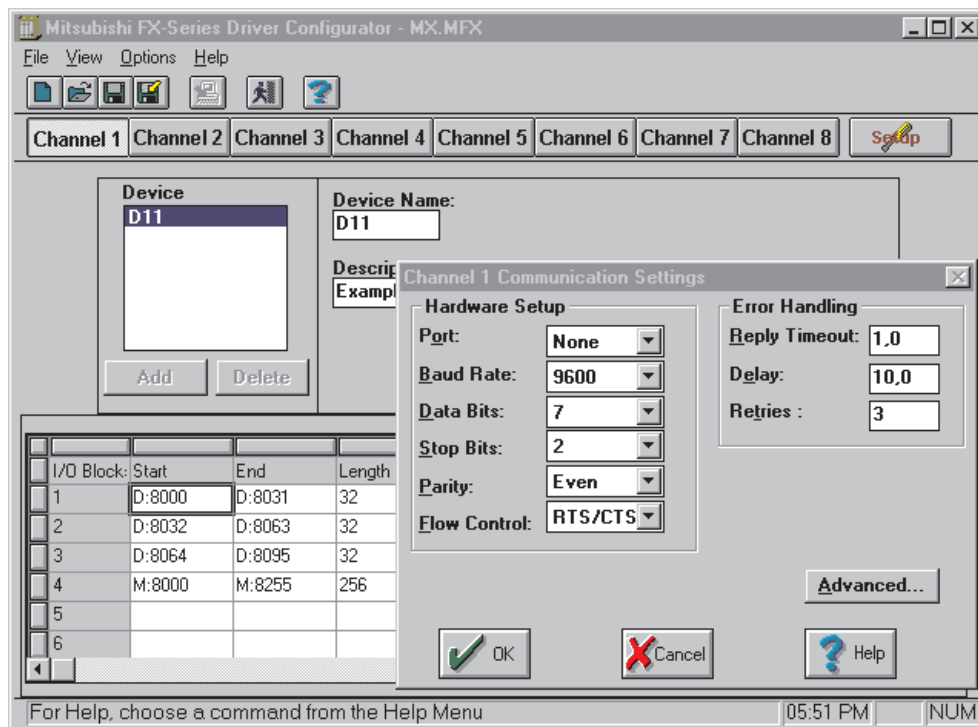 Mitsubishi FX-Series Driver Configurator - MX.MFX
File View Options Help
Channel 1 Channel 2 Channel 3 Channel 4 Channel 5 Channel 6 Channel 7 Channel 8 Setup
Device
D11
Add Delete
Device Name:
D11
Descrip
Exampl
Channel 1 Communication Settings
Hardware Setup
Port: None
Baud Rate: 9600
Data Bits: 7
Stop Bits: 2
Parity: Even
Flow Control: RTS/CTS
Error Handling
Reply Timeout: 1,0
Delay: 10,0
Retries : 3
Advanced...
OK Cancel Help
I/O Block: Start End Length
1 D:8000 D:8031 32
2 D:8032 D:8063 32
3 D:8064 D:8095 32
4 M:8000 M:8255 256
5
6
For Help, choose a command from the Help Menu 05:51 PM NUM